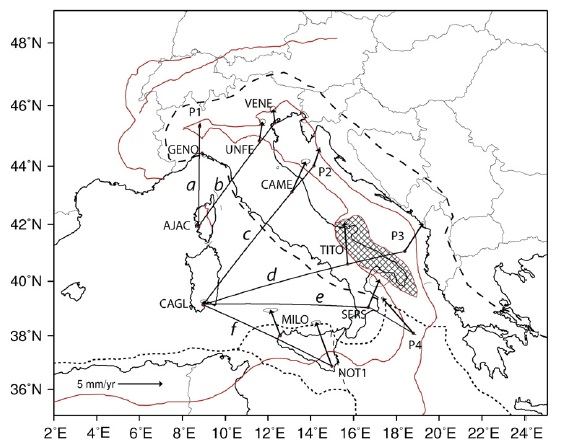 48°N
46°N
44°N
42°N
40°N
38°N
36°N
P1
VENE
GENO
UNFE
a
b
CAME
P2
AJAC
c
TITO
P3
d
CAGL
e
MILO
SERS
f
P4
NOT1
5 mm/yr
2°E 4°E 6°E 8°E 10°E 12°E 14°E 16°E 18°E 20°E 22°E 24°E